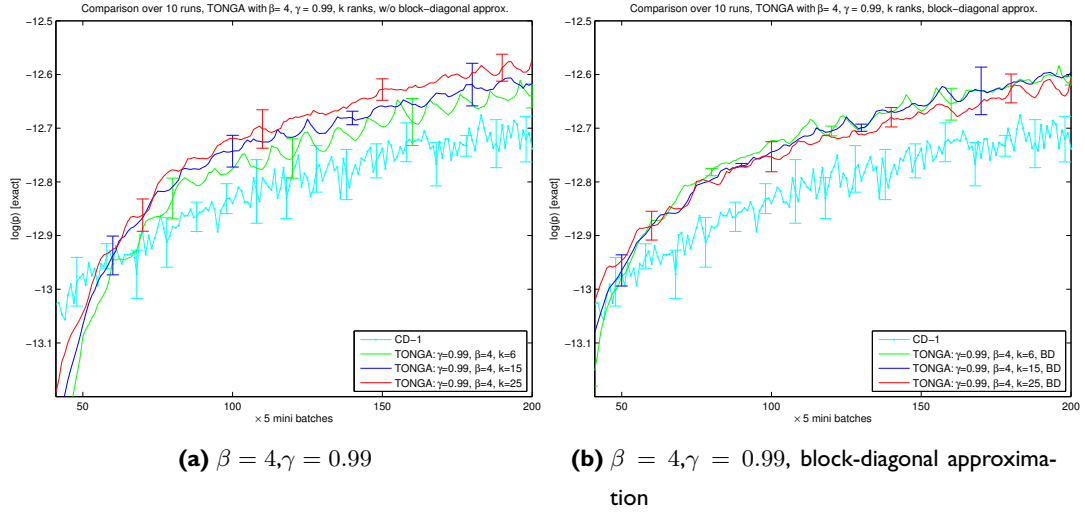 Comparison over 10 runs, TONGA with β= 4, γ = 0.99, k ranks, w/o block-diagonal approx.
−12.5
−12.6
−12.7
−12.8
−12.9
−13
−13.1
log(p) [exact]
50
100
150
200
× 5 mini batches
CD−1
TONGA: γ=0.99, β=4, k=6
TONGA: γ=0.99, β=4, k=15
TONGA: γ=0.99, β=4, k=25
(a) β = 4,γ = 0.99
Comparison over 10 runs, TONGA with β= 4, γ = 0.99, k ranks, block-diagonal approx.
−12.5
−12.6
−12.7
−12.8
−12.9
−13
−13.1
log(p) [exact]
50
100
150
200
× 5 mini batches
CD−1
TONGA: γ=0.99, β=4, k=6, BD
TONGA: γ=0.99, β=4, k=15, BD
TONGA: γ=0.99, β=4, k=25, BD
(b) β = 4,γ = 0.99, block-diagonal approxima-
tion